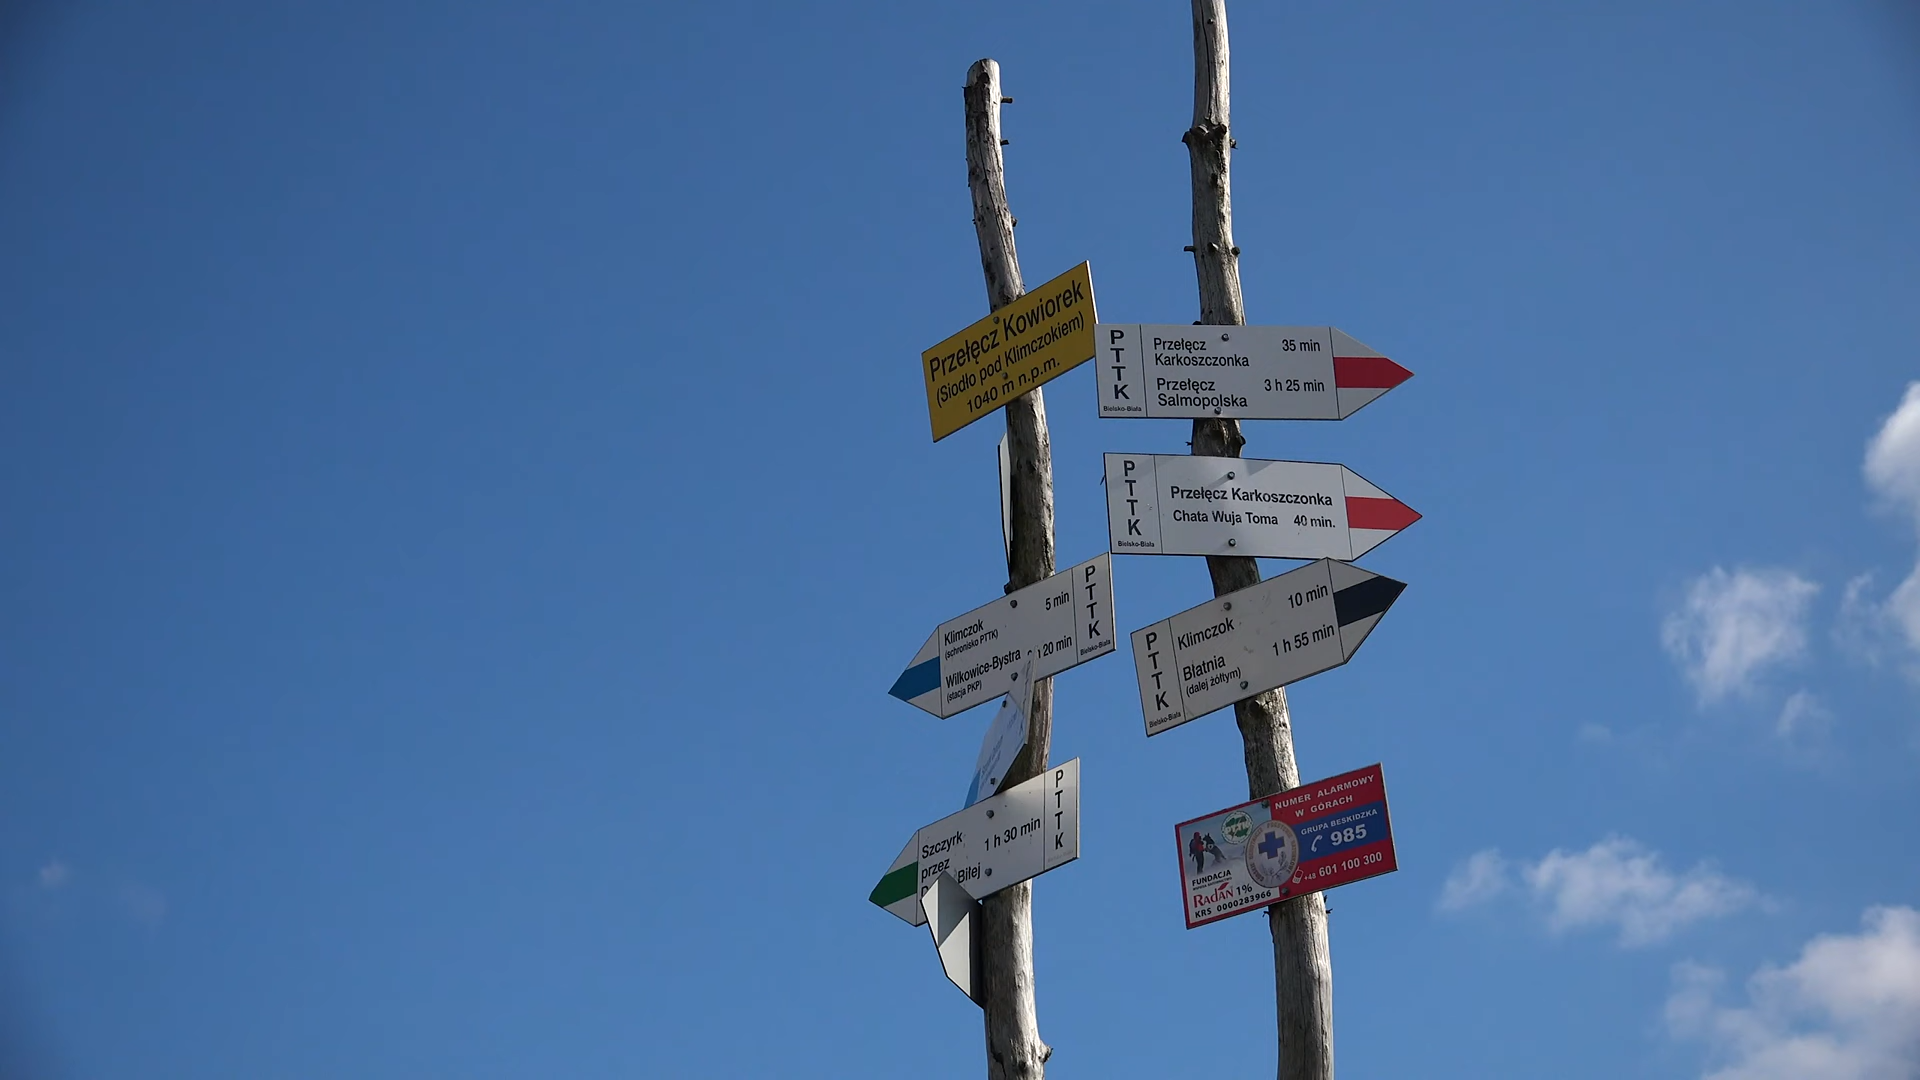 Przełęcz Kowiorek
(Siodło pod Klimczokiem)
1040 m n.p.m.
PTTK
Bielsko-Biała
Przełęcz
Karkoszczonka
35 min
Przełęcz
Salmopolska
3 h 25 min
PTTK
Bielsko-Biała
Przełęcz Karkoszczonka
Chata Wuja Toma 40 min.
Klimczok
(schronisko PTTK)
5 min
Wilkowice-Bystra
(stacja PKP)
20 min
PTTK
Bielsko-Biała
PTTK
Bielsko-Biała
Klimczok
10 min
Błatnia
(dalej żółtym)
1 h 55 min
Szczyrk
przez
Biłej
1 h 30 min
PTTK
NUMER ALARMOWY
W GÓRACH
GRUPA BESKIDZKA
985
+48 601 100 300
FUNDACJA
RadaN 1%
KRS 0000283966